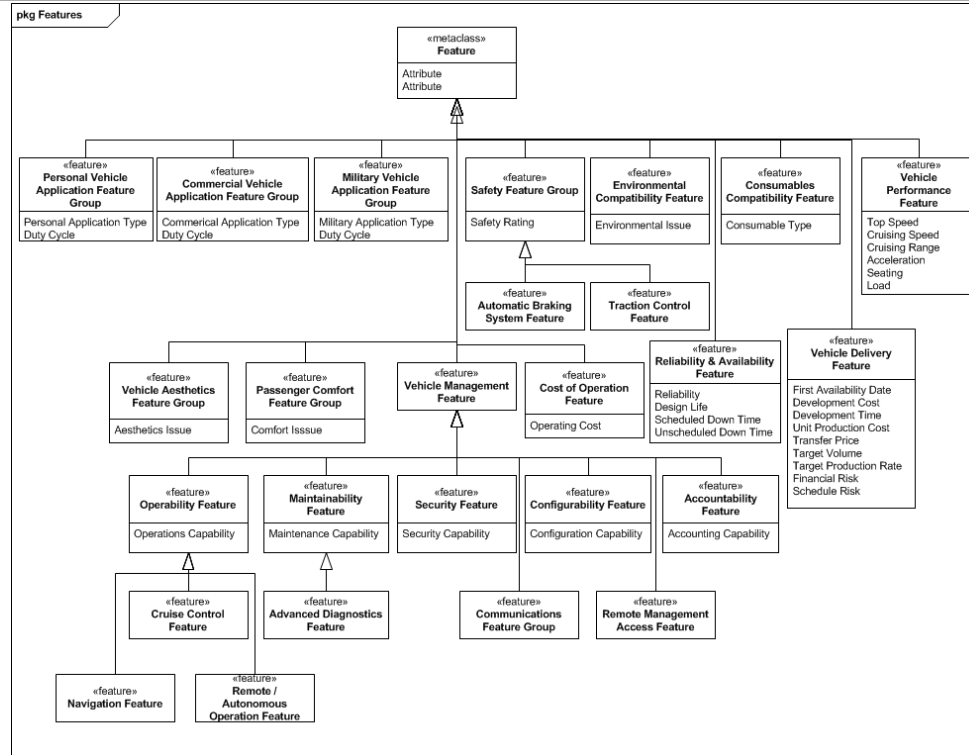 pkg Features
«metaclass»
Feature
Attribute
Attribute
«feature»
Personal Vehicle
Application Feature
Group
Personal Application Type
Duty Cycle
«feature»
Commercial Vehicle
Application Feature Group
Commerical Application Type
Duty Cycle
«feature»
Military Vehicle
Application Feature
Group
Military Application Type
Duty Cycle
«feature»
Safety Feature Group
Safety Rating
«feature»
Environmental
Compatibility Feature
Environmental Issue
«feature»
Consumables
Compatibility Feature
Consumable Type
«feature»
Vehicle
Performance
Feature
Top Speed
Cruising Speed
Cruising Range
Acceleration
Seating
Load
«feature»
Automatic Braking
System Feature
«feature»
Traction Control
Feature
«feature»
Vehicle Aesthetics
Feature Group
Aesthetics Issue
«feature»
Passenger Comfort
Feature Group
Comfort Isssue
«feature»
Vehicle Management
Feature
«feature»
Cost of Operation
Feature
Operating Cost
«feature»
Reliability & Availability
Feature
Reliability
Design Life
Scheduled Down Time
Unscheduled Down Time
«feature»
Vehicle Delivery
Feature
First Availability Date
Development Cost
Development Time
Unit Production Cost
Transfer Price
Target Volume
Target Production Rate
Financial Risk
Schedule Risk
«feature»
Operability Feature
Operations Capability
«feature»
Maintainability
Feature
Maintenance Capability
«feature»
Security Feature
Security Capability
«feature»
Configurability Feature
Configuration Capability
«feature»
Accountability
Feature
Accounting Capability
«feature»
Cruise Control
Feature
«feature»
Advanced Diagnostics
Feature
«feature»
Communications
Feature Group
«feature»
Remote Management
Access Feature
«feature»
Navigation Feature
«feature»
Remote /
Autonomous
Operation Feature